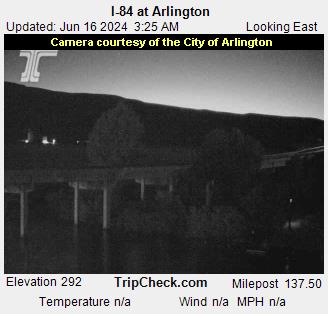 I-84 at Arlington
Updated: Jun 16 2024 3:25 AM Looking East
Camera courtesy of the City of Arlington
Elevation 292 TripCheck.com Milepost 137.50
Temperature n/a Wind n/a MPH n/a